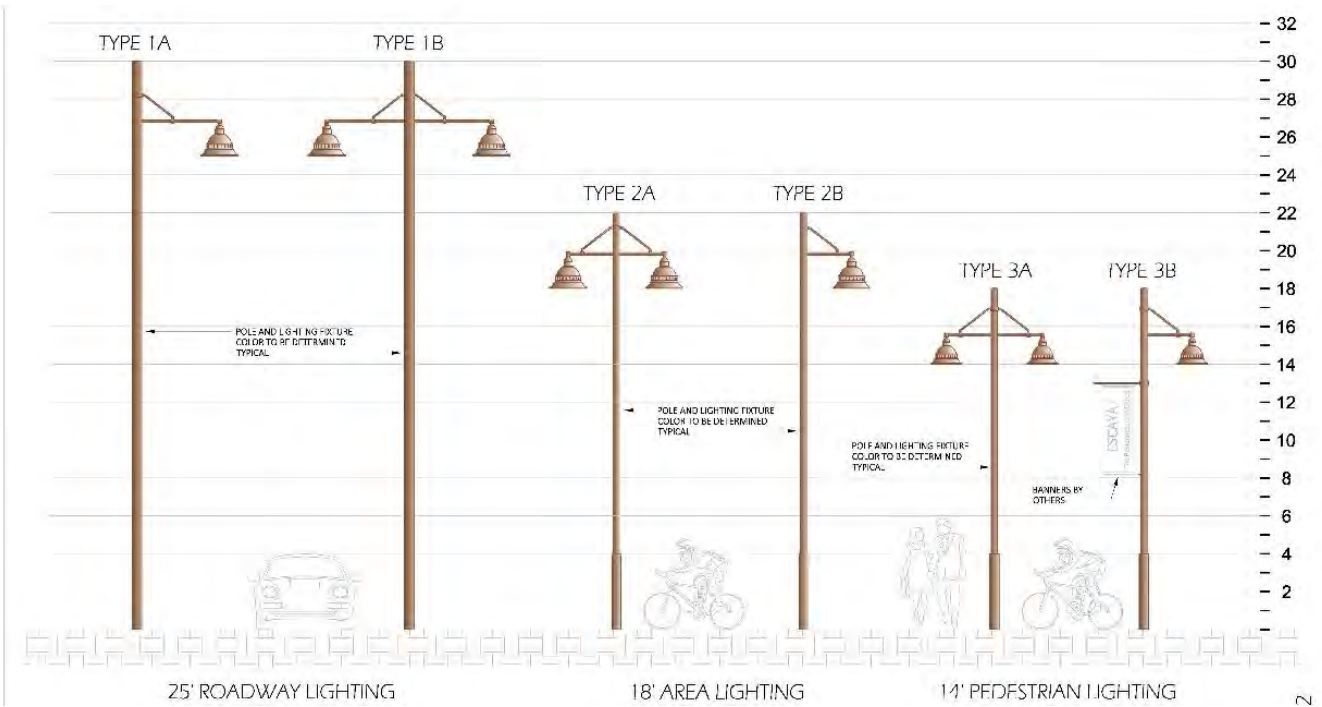 TYPE 1A
TYPE 1B
TYPE 2A
TYPE 2B
TYPE 3A
TYPE 3B
32
30
28
26
24
22
20
18
16
14
12
10
8
6
4
2
POLE AND LIGHTING FIXTURE
COLOR TO BE DETERMINED
TYPICAL
POLE AND LIGHTING FIXTURE
COLOR TO BE DETERMINED
TYPICAL
POLE AND LIGHTING FIXTURE
COLOR TO BE DETERMINED
TYPICAL
ESCAYA
BANNERS BY
OTHERS
25' ROADWAY LIGHTING
18' AREA LIGHTING
14' PEDESTRIAN LIGHTING
2